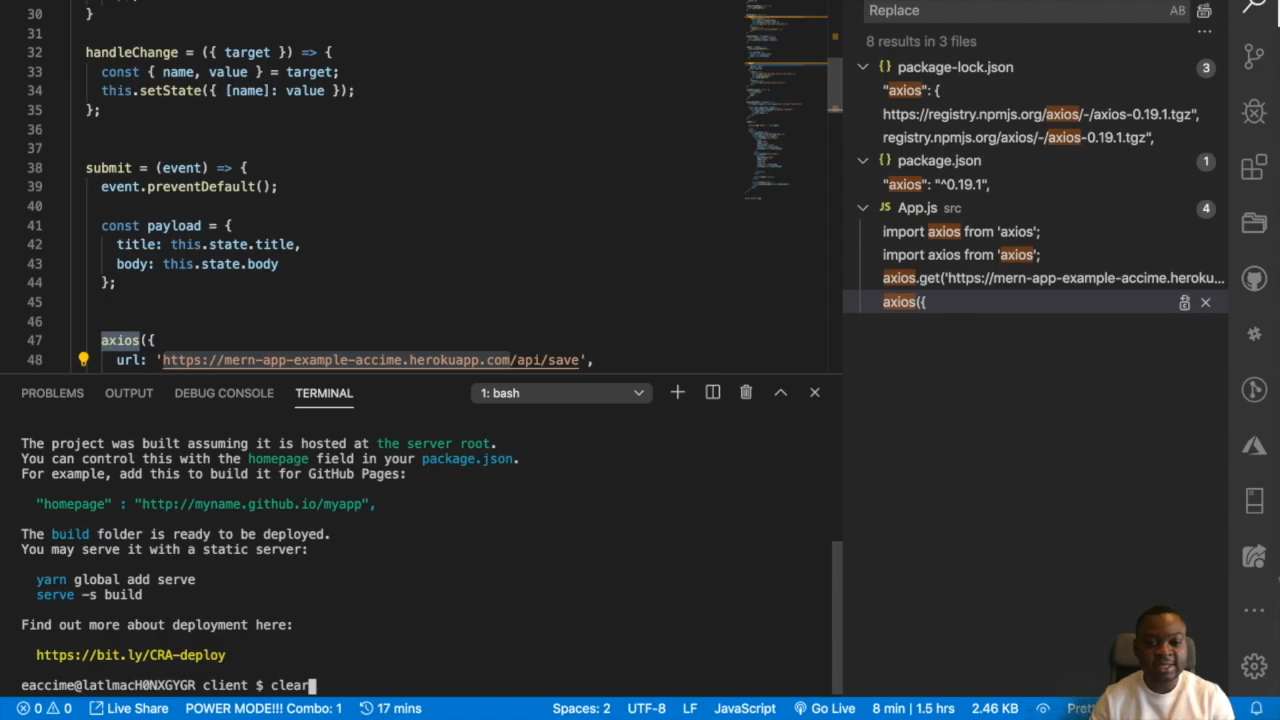 30 }
31
32 handleChange = ({ target }) => {
33 const { name, value } = target;
34 this.setState({ [name]: value });
35 };
36
37
38 submit = (event) => {
39 event.preventDefault();
40
41 const payload = {
42 title: this.state.title,
43 body: this.state.body
44 };
45
46
47 axios({
48 url: 'https://mern-app-example-accime.herokuapp.com/api/save',
Replace AB
8 results in 3 files
{} package-lock.json 3
"axios": {
https://registry.npmjs.org/axios/-/axios-0.19.1.tgz",
registry.npmjs.org/axios/-/axios-0.19.1.tgz",
{} package.json 1
"axios": "^0.19.1",
JS App.js src 4
import axios from 'axios';
import axios from 'axios';
axios.get('https://mern-app-example-accime.heroku...
axios({
PROBLEMS OUTPUT DEBUG CONSOLE TERMINAL 1: bash
The project was built assuming it is hosted at the server root.
You can control this with the homepage field in your package.json.
For example, add this to build it for GitHub Pages:
"homepage" : "http://myname.github.io/myapp",
The build folder is ready to be deployed.
You may serve it with a static server:
yarn global add serve
serve -s build
Find out more about deployment here:
https://bit.ly/CRA-deploy
eaccime@latlmacH0NXGYGR client $ clear
0 0 Live Share POWER MODE!!! Combo: 1 17 mins Spaces: 2 UTF-8 LF JavaScript Go Live 8 min | 1.5 hrs 2.46 KB